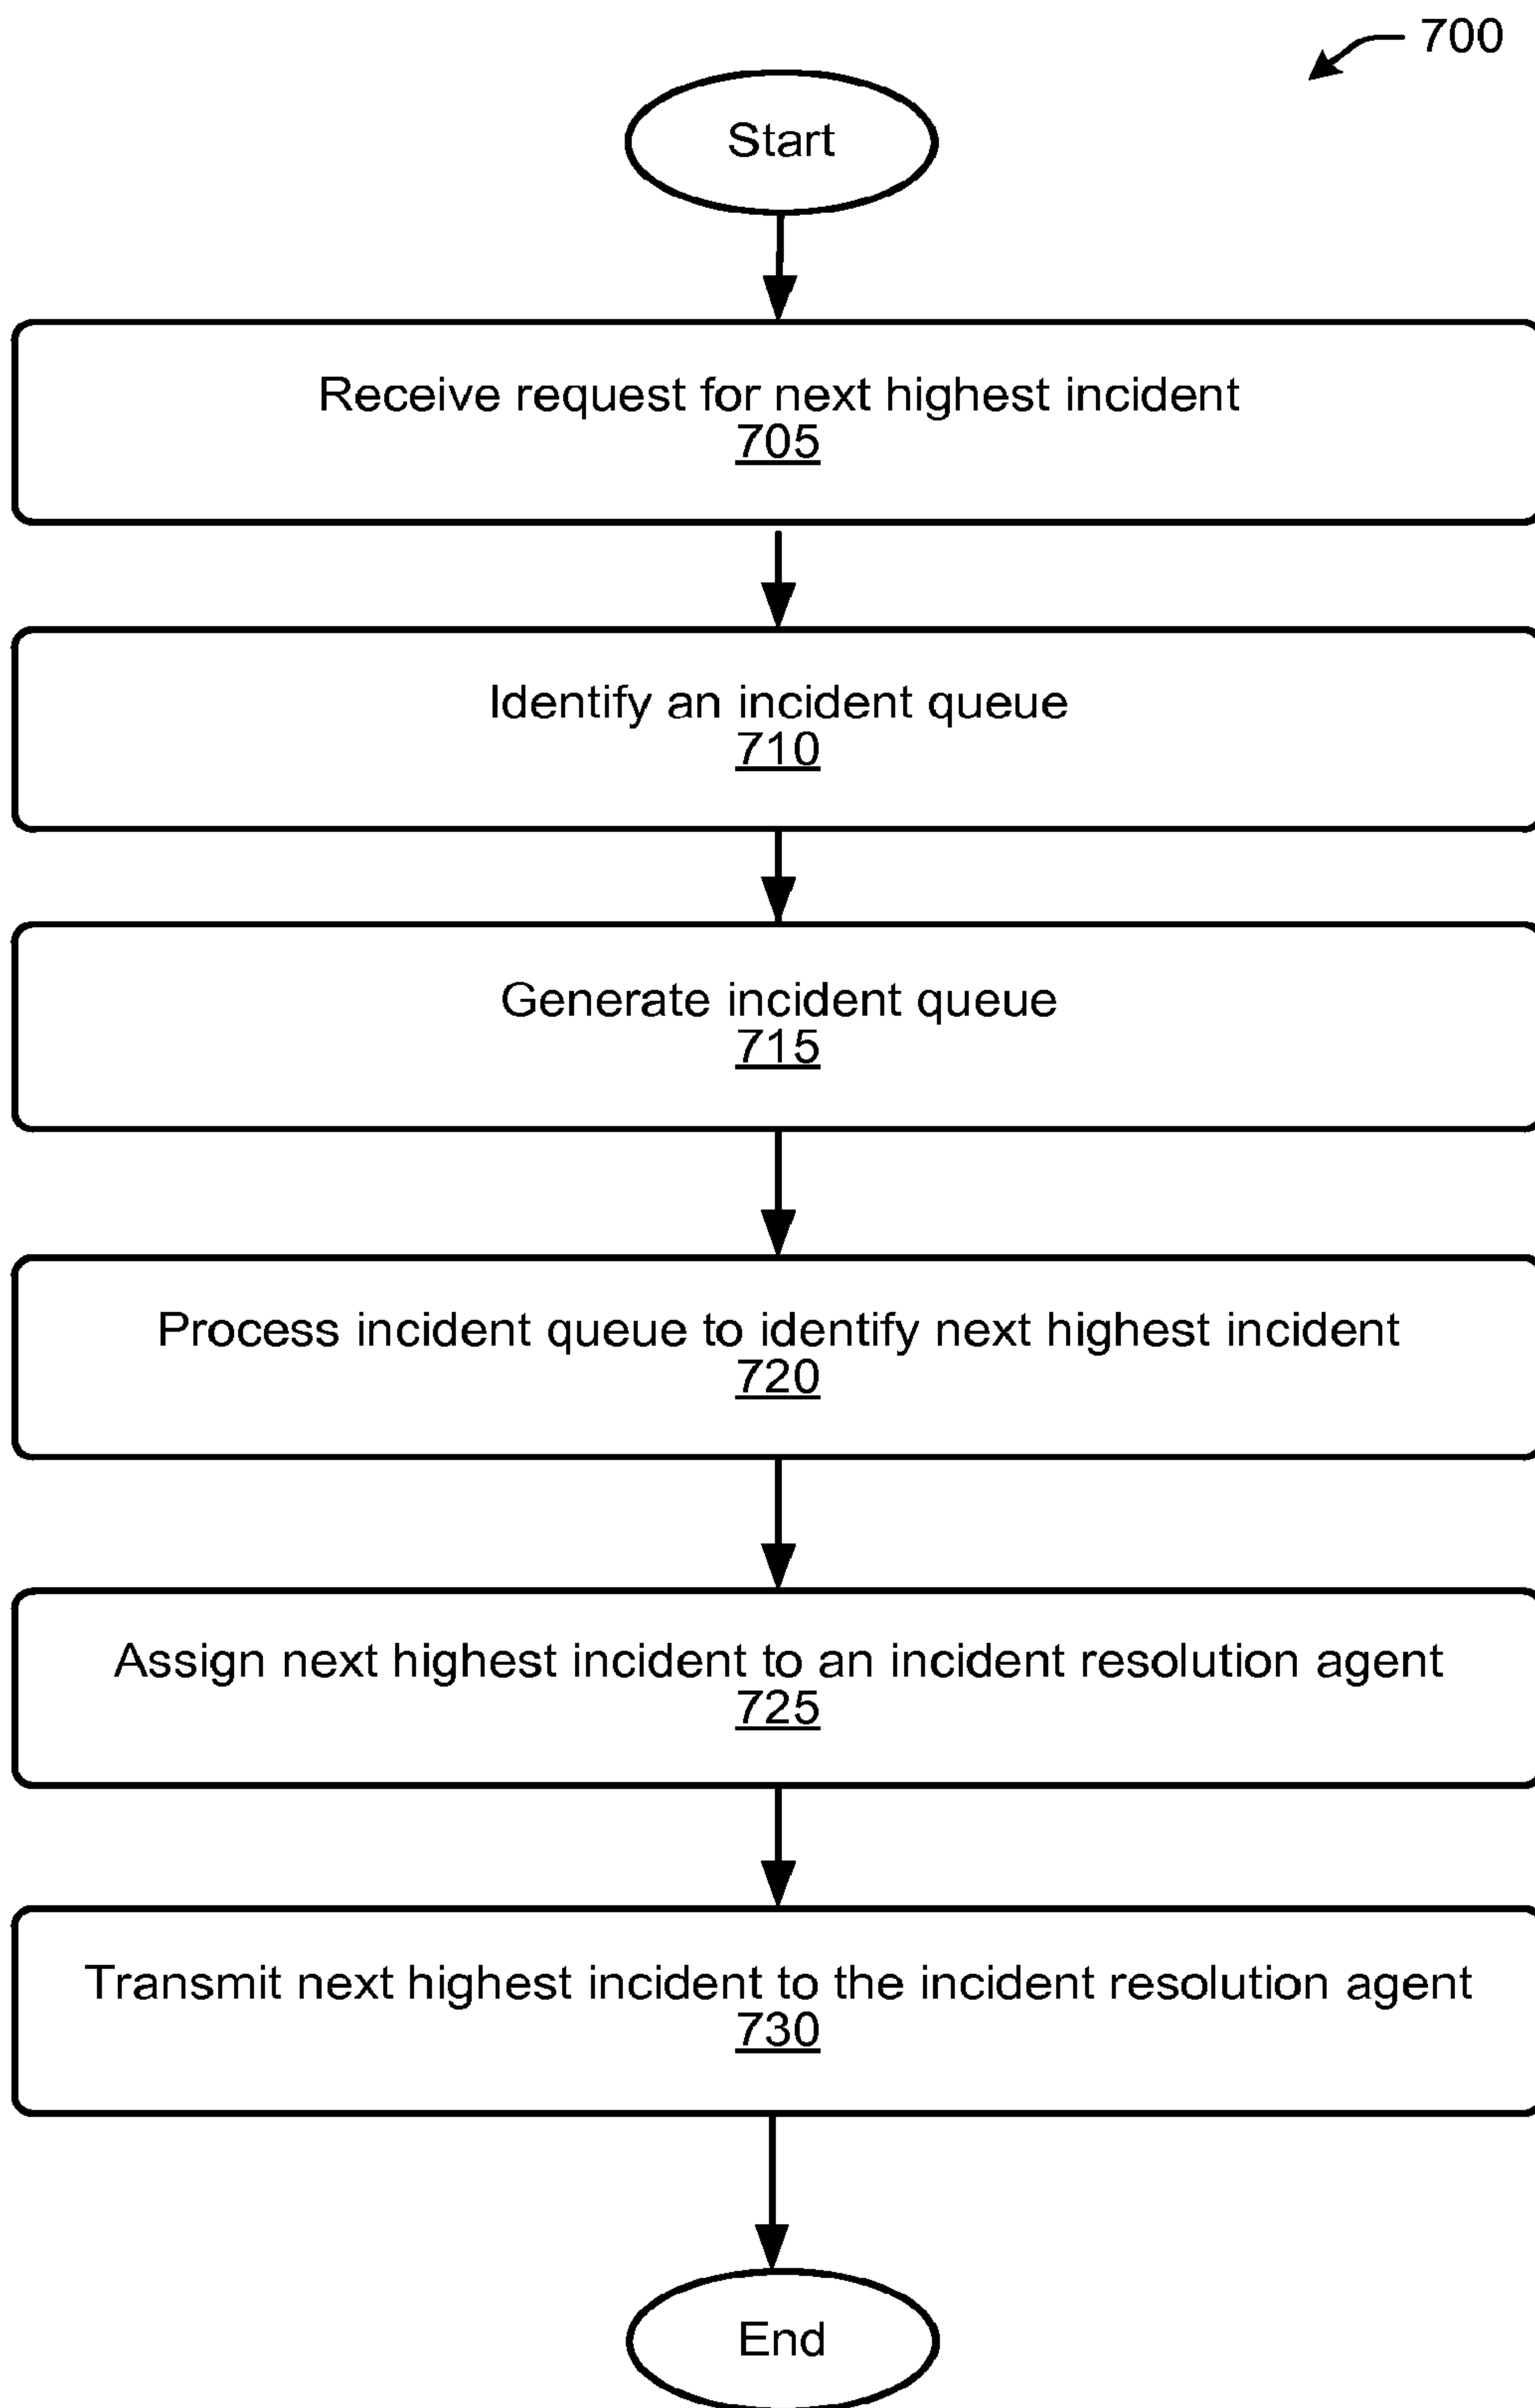 700
Start
Receive request for next highest incident
705
Identify an incident queue
710
Generate incident queue
715
Process incident queue to identify next highest incident
720
Assign next highest incident to an incident resolution agent
725
Transmit next highest incident to the incident resolution agent
730
End